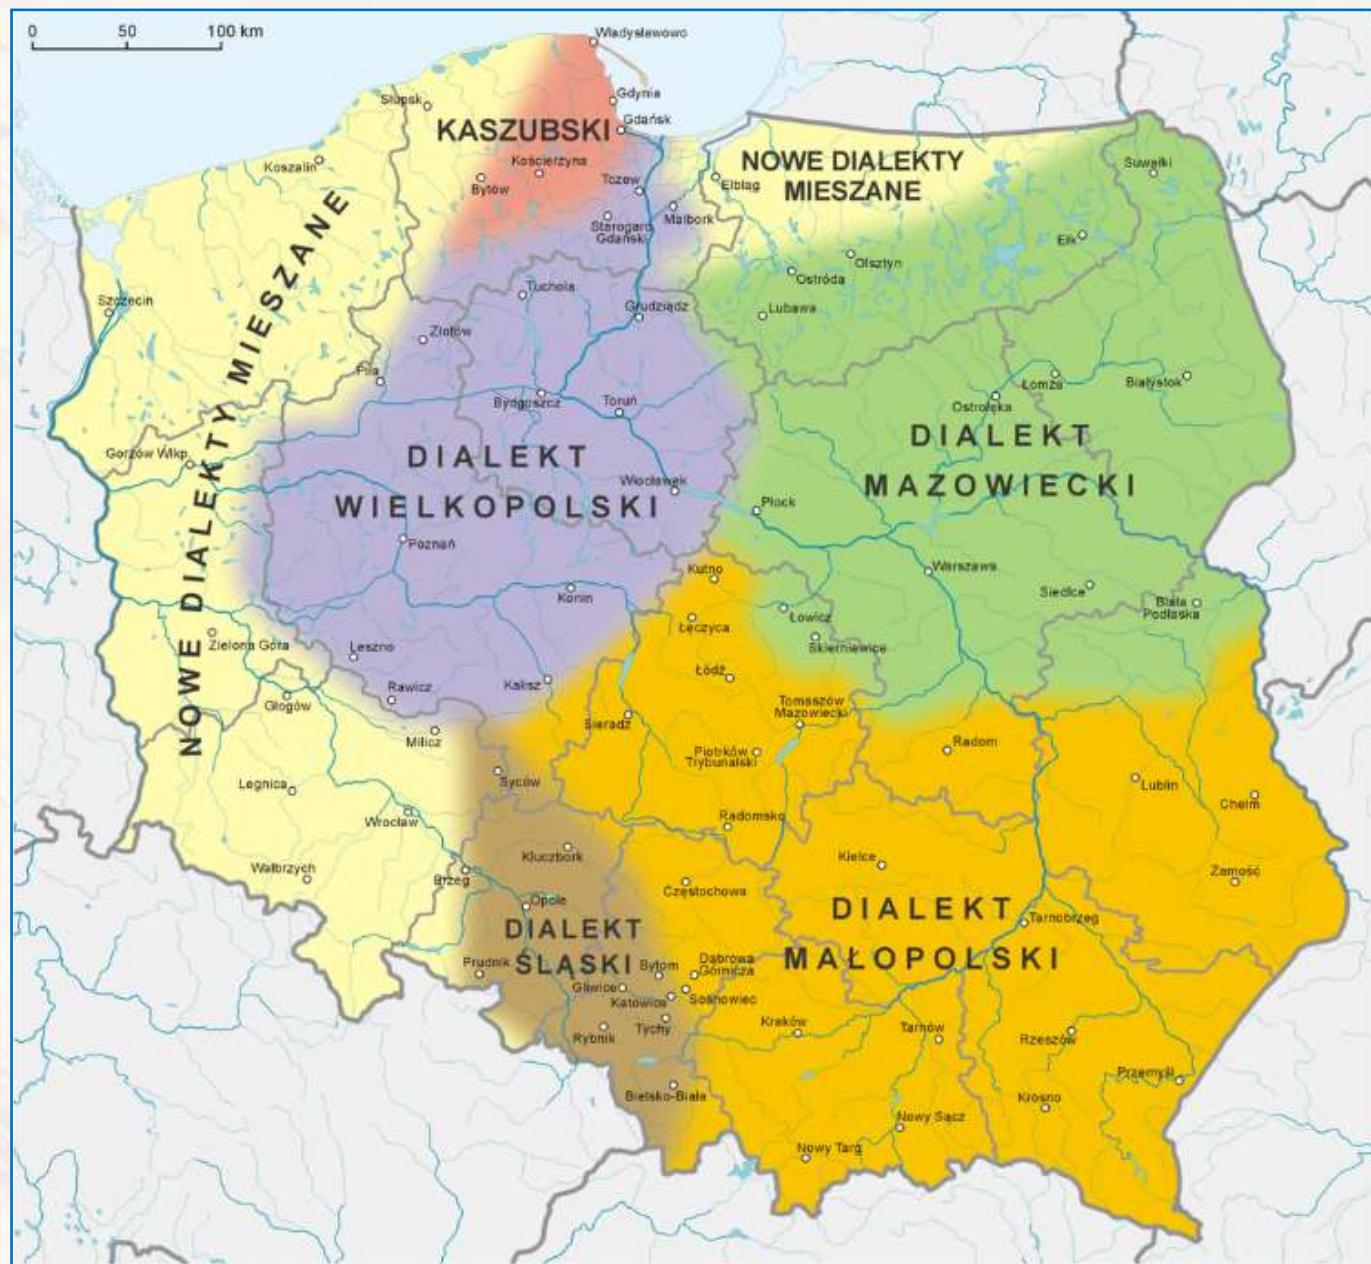 0 50 100 km
Władysławowo
Gdynia
Słupsk
Gdańsk
KASZUBSKI
Kościerzyna
Koszalin
Bytów
Tczew
Elbląg
NOWE DIALEKTY
MIESZANE
Suwałki
Malbork
Starogard
Gdański
Ełk
Olsztyn
Ostróda
Szczecin
Tuchola
Grudziądz
Lubawa
Złotów
NOWE DIALEKTY MIESZANE
Piła
Bydgoszcz
Toruń
Łomża
Białystok
Ostrołęka
Gorzów Wlkp.
DIALEKT
WIELKOPOLSKI
DIALEKT
MAZOWIECKI
Włocławek
Płock
Poznań
Warszawa
Kutno
Konin
Siedlce
Biała
Podlaska
Łowicz
Łęczyca
Skierniewice
Zielona Góra
Leszno
Łódź
Rawicz
Kalisz
Głogów
Sieradz
Tomaszów
Mazowiecki
Milicz
Piotrków
Trybunalski
Radom
Syców
Legnica
Lublin
Chełm
Wrocław
Radomsko
Kluczbork
Kielce
Wałbrzych
Brzeg
Częstochowa
Zamość
Opole
DIALEKT
ŚLĄSKI
DIALEKT
MAŁOPOLSKI
Tarnobrzeg
Prudnik
Bytom
Dąbrowa
Górnicza
Gliwice
Katowice
Sosnowiec
Tychy
Rybnik
Kraków
Tarnów
Rzeszów
Przemyśl
Bielsko-Biała
Krosno
Nowy Sącz
Nowy Targ